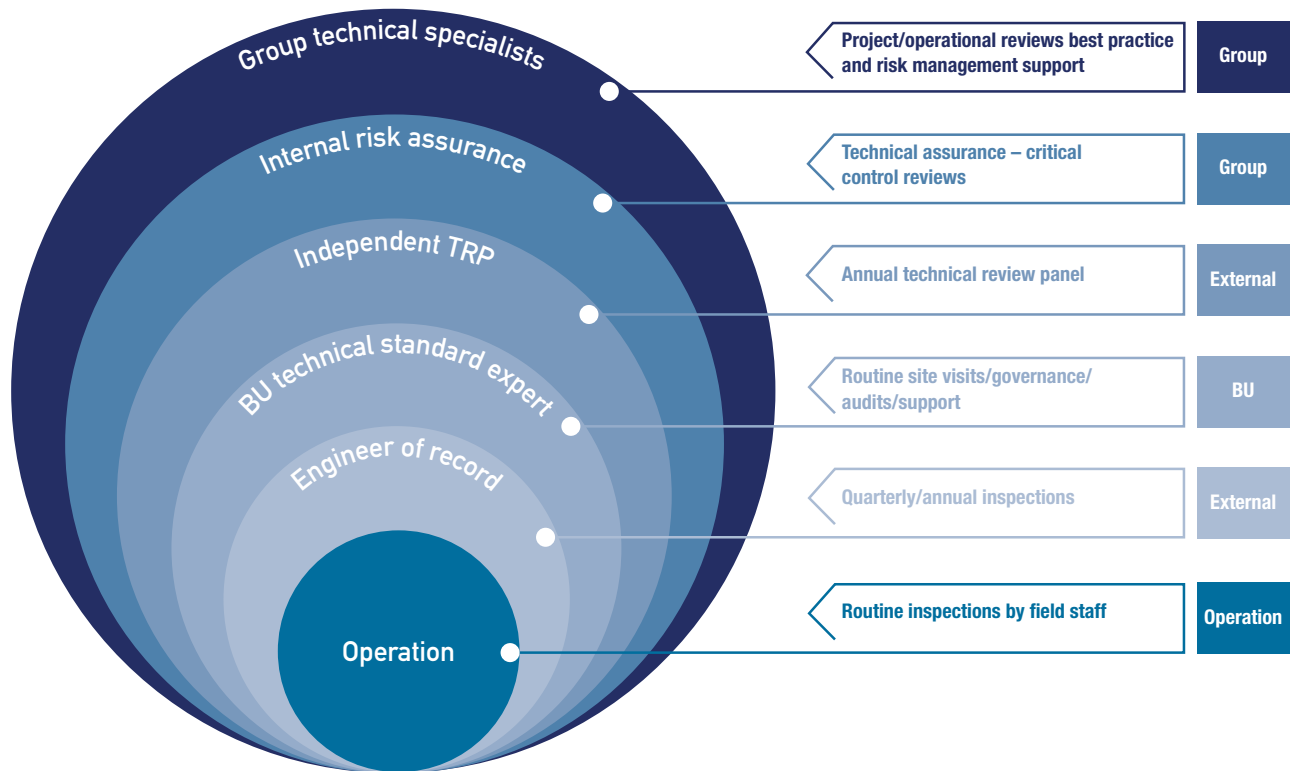 Group technical specialists
Project/operational reviews best practice
and risk management support
Group
Internal risk assurance
Technical assurance – critical
control reviews
Group
Independent TRP
Annual technical review panel
External
BU technical standard expert
Routine site visits/governance/
audits/support
BU
Engineer of record
Quarterly/annual inspections
External
Operation
Routine inspections by field staff
Operation